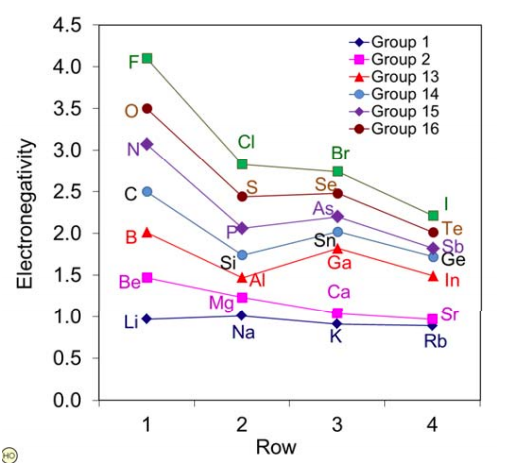 4.5
4.0
3.5
3.0
2.5
2.0
1.5
1.0
0.5
0.0
Electronegativity
Group 1
Group 2
Group 13
Group 14
Group 15
Group 16
F
Cl
Br
I
O
S
Se
Te
N
P
As
Sb
C
Si
Sn
Ge
B
Al
Ga
In
Be
Mg
Ca
Sr
Li
Na
K
Rb
1 2 3 4
Row
HO